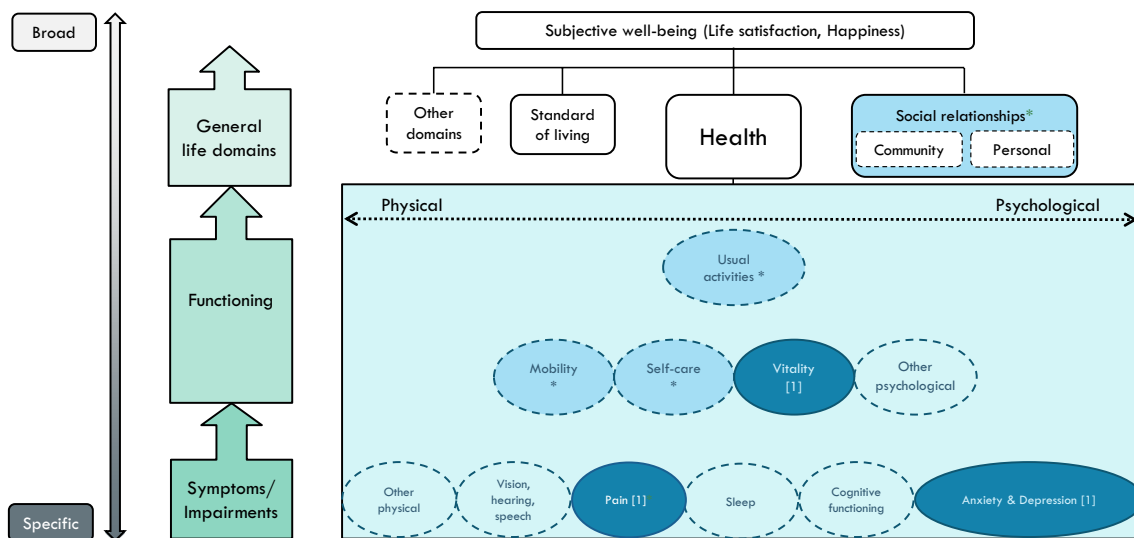 Broad
Subjective well-being (Life satisfaction, Happiness)
General
life domains
Other
domains
Standard
of living
Health
Social relationships*
Community
Personal
Physical
Psychological
Functioning
Usual
activities *
Mobility
*
Self-care
*
Vitality
[1]
Other
psychological
Symptoms/
Impairments
Other
physical
Vision,
hearing,
speech
Pain [1]
Sleep
Cognitive
functioning
Anxiety & Depression [1]
Specific